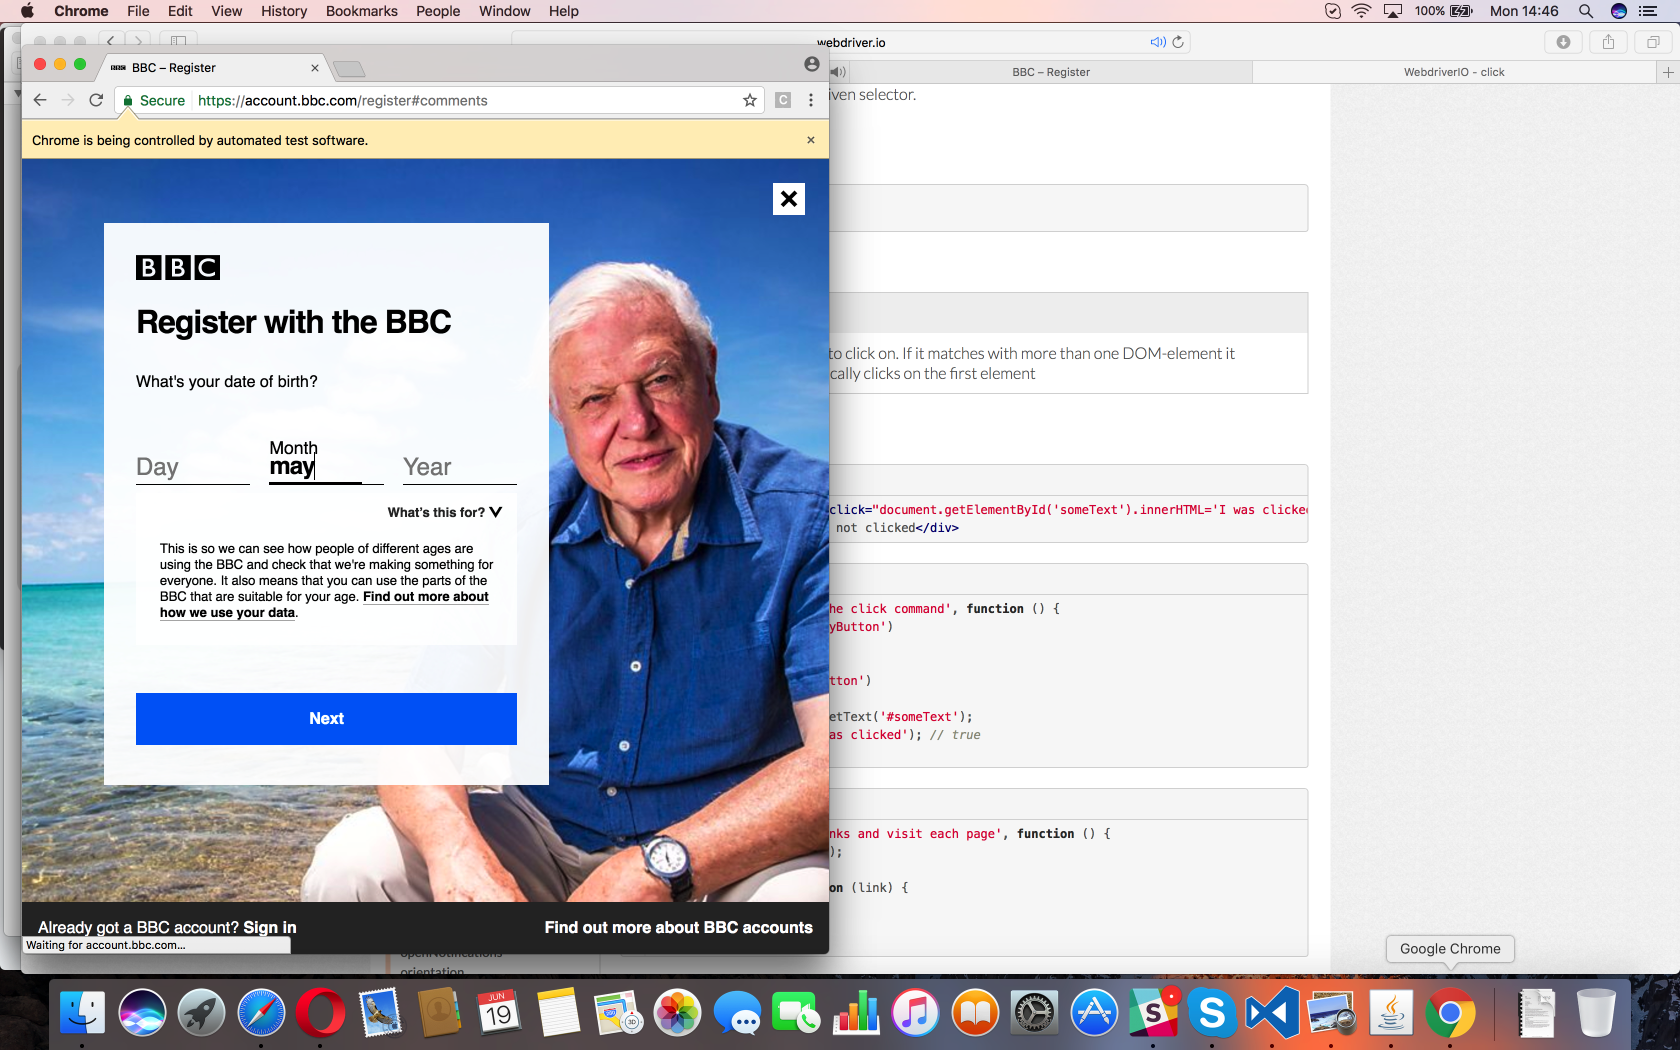 Chrome File Edit View History Bookmarks People Window Help
100% Mon 14:46
webdriver.io
BBC – Register
BBC – Register
WebdriverIO - click
Secure https://account.bbc.com/register#comments
C
Chrome is being controlled by automated test software.
iven selector.
BBC
Register with the BBC
What's your date of birth?
Day
Month
may
Year
What's this for?
This is so we can see how people of different ages are
using the BBC and check that we're making something for
everyone. It also means that you can use the parts of the
BBC that are suitable for your age. Find out more about
how we use your data.
Next
Already got a BBC account? Sign in
Find out more about BBC accounts
Waiting for account.bbc.com...
to click on. If it matches with more than one DOM-element it
cally clicks on the first element
click="document.getElementById('someText').innerHTML='I was clicke
not clicked</div>
he click command', function () {
yButton')
tton')
etText('#someText');
as clicked'); // true
nks and visit each page', function () {
);
on (link) {
orientation
Google Chrome
JUN
19
3D
S
S